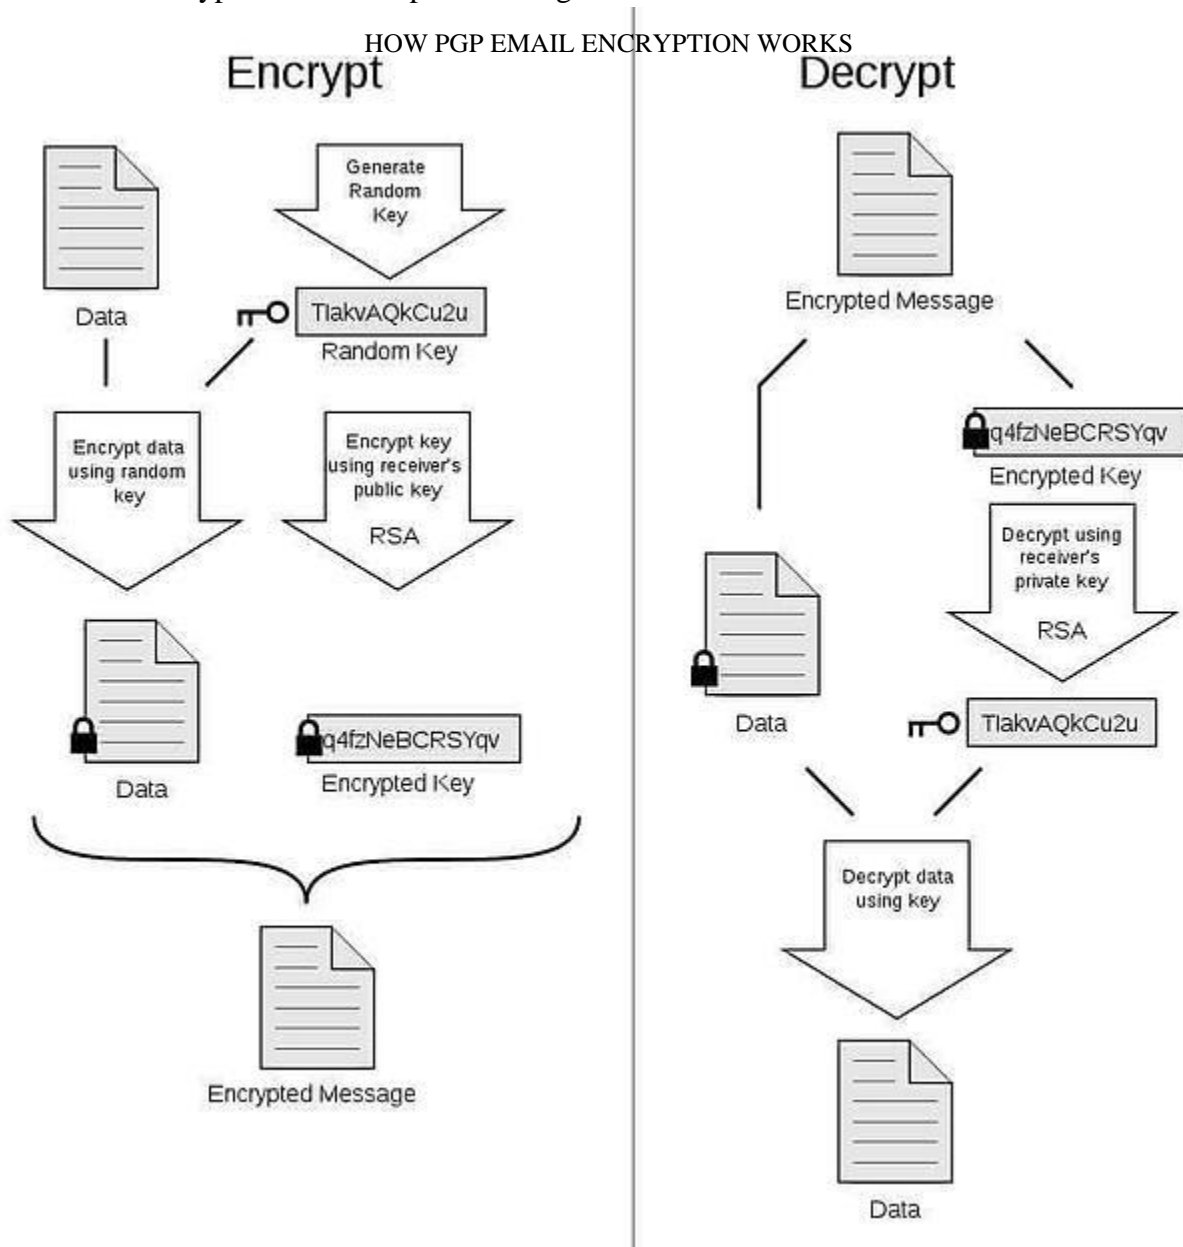 HOW PGP EMAIL ENCRYPTION WORKS
Encrypt
Data
Generate
Random
Key
TIakvAQkCu2u
Random Key
Encrypt data
using random
key
Encrypt key
using receiver's
public key
RSA
Data
q4fzNeBCRSYqv
Encrypted Key
Encrypted Message
Decrypt
Encrypted Message
q4fzNeBCRSYqv
Encrypted Key
Decrypt using
receiver's
private key
RSA
Data
TIakvAQkCu2u
Decrypt data
using key
Data